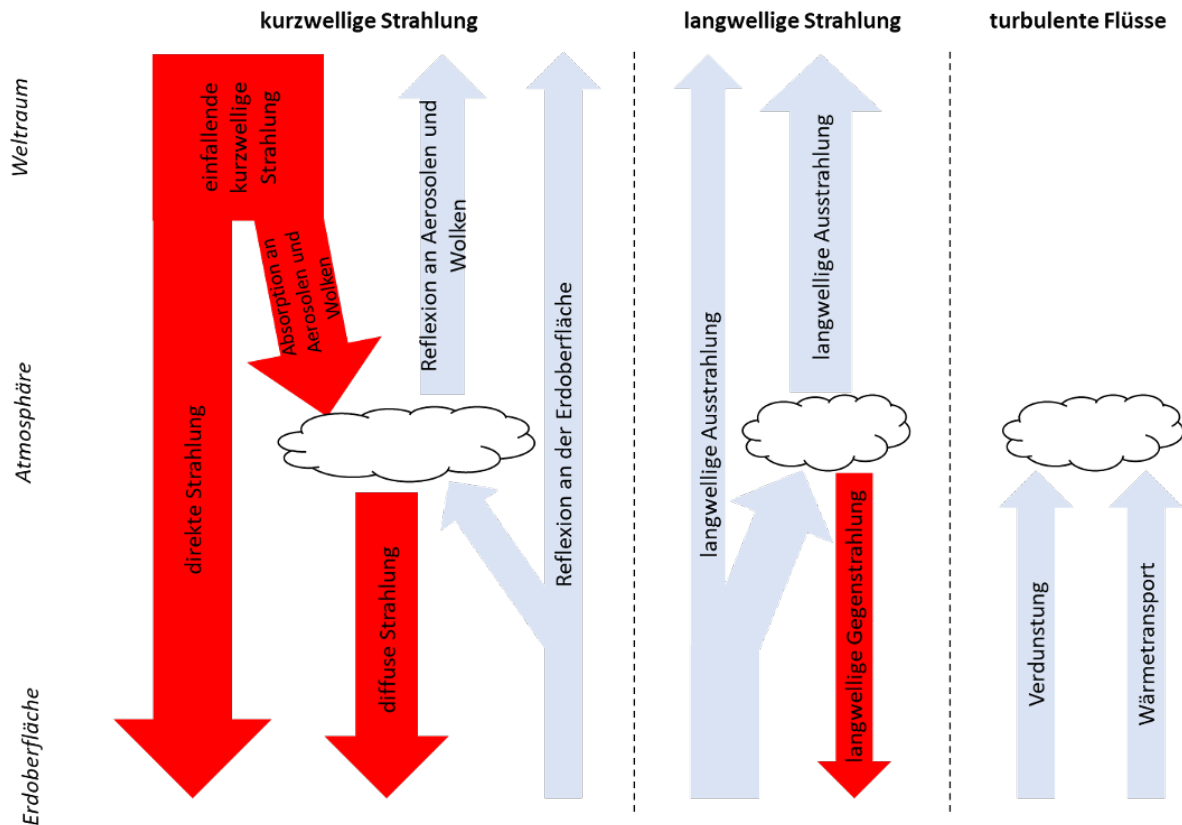 kurzwellige Strahlung
langwellige Strahlung
turbulente Flüsse
Weltraum
Atmosphäre
Erdoberfläche
einfallende
kurzwellige
Strahlung
Absorption an
Aerosolen und
Wolken
direkte Strahlung
diffuse Strahlung
Reflexion an Aerosolen und
Wolken
Reflexion an der Erdoberfläche
langwellige Ausstrahlung
langwellige Ausstrahlung
langwellige Gegenstrahlung
Verdunstung
Wärmetransport